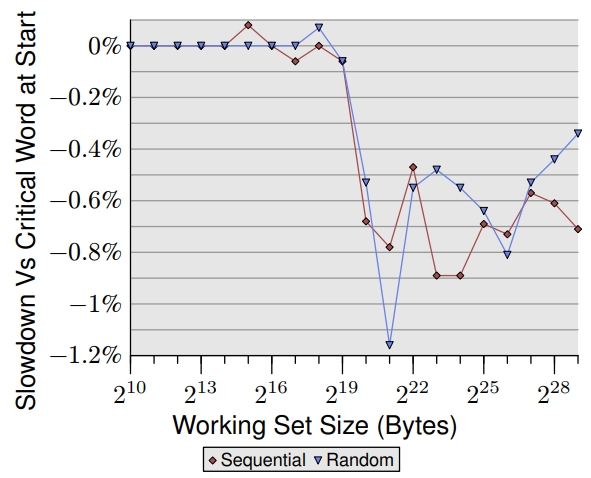 Slowdown Vs Critical Word at Start
0%
−0.2%
−0.4%
−0.6%
−0.8%
−1%
−1.2%
2^10 2^13 2^16 2^19 2^22 2^25 2^28
Working Set Size (Bytes)
Sequential Random